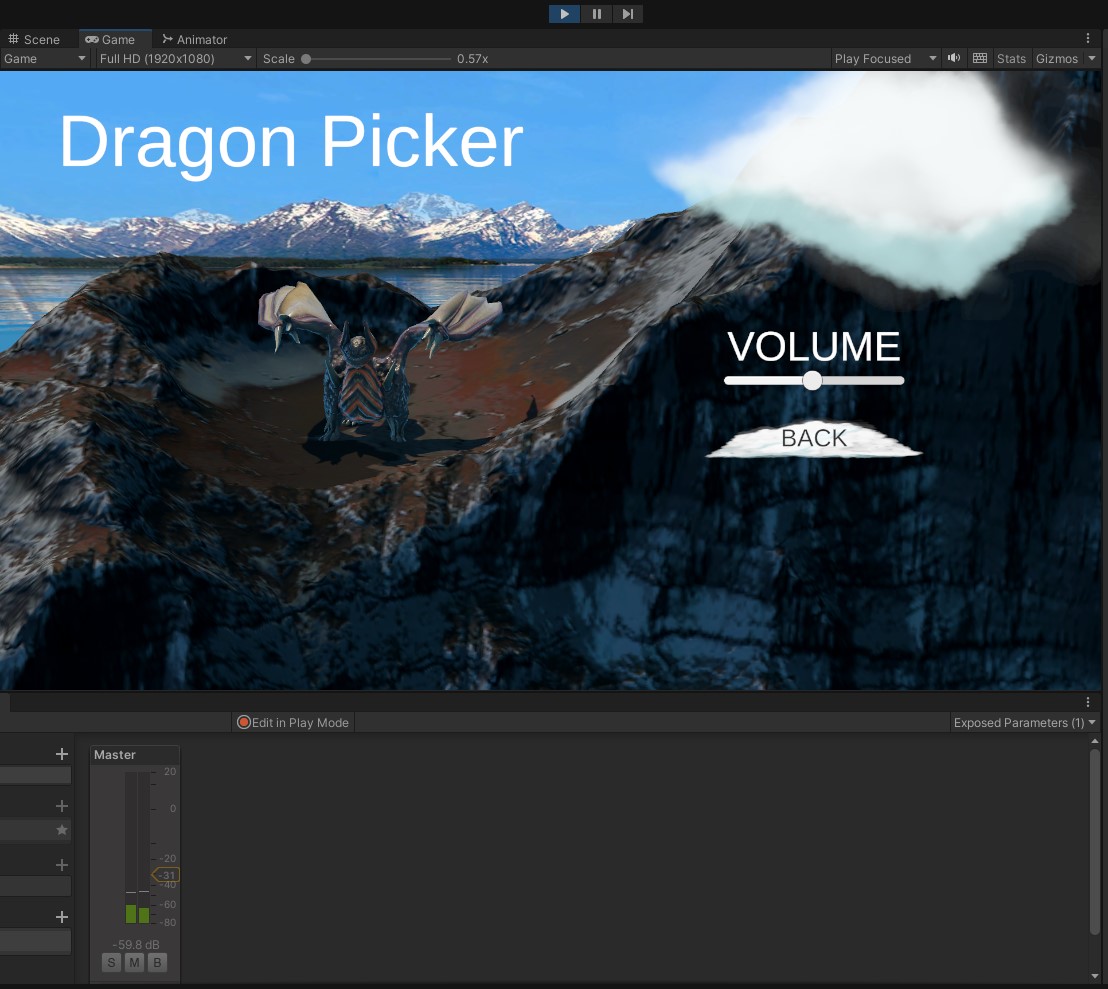 Scene Game Animator
Game Full HD (1920x1080) Scale 0.57x Play Focused Stats Gizmos
Dragon Picker
VOLUME
BACK
Edit in Play Mode Exposed Parameters (1)
Master
20
0
-20
-31
-40
-60
-80
-59.8 dB
S M B